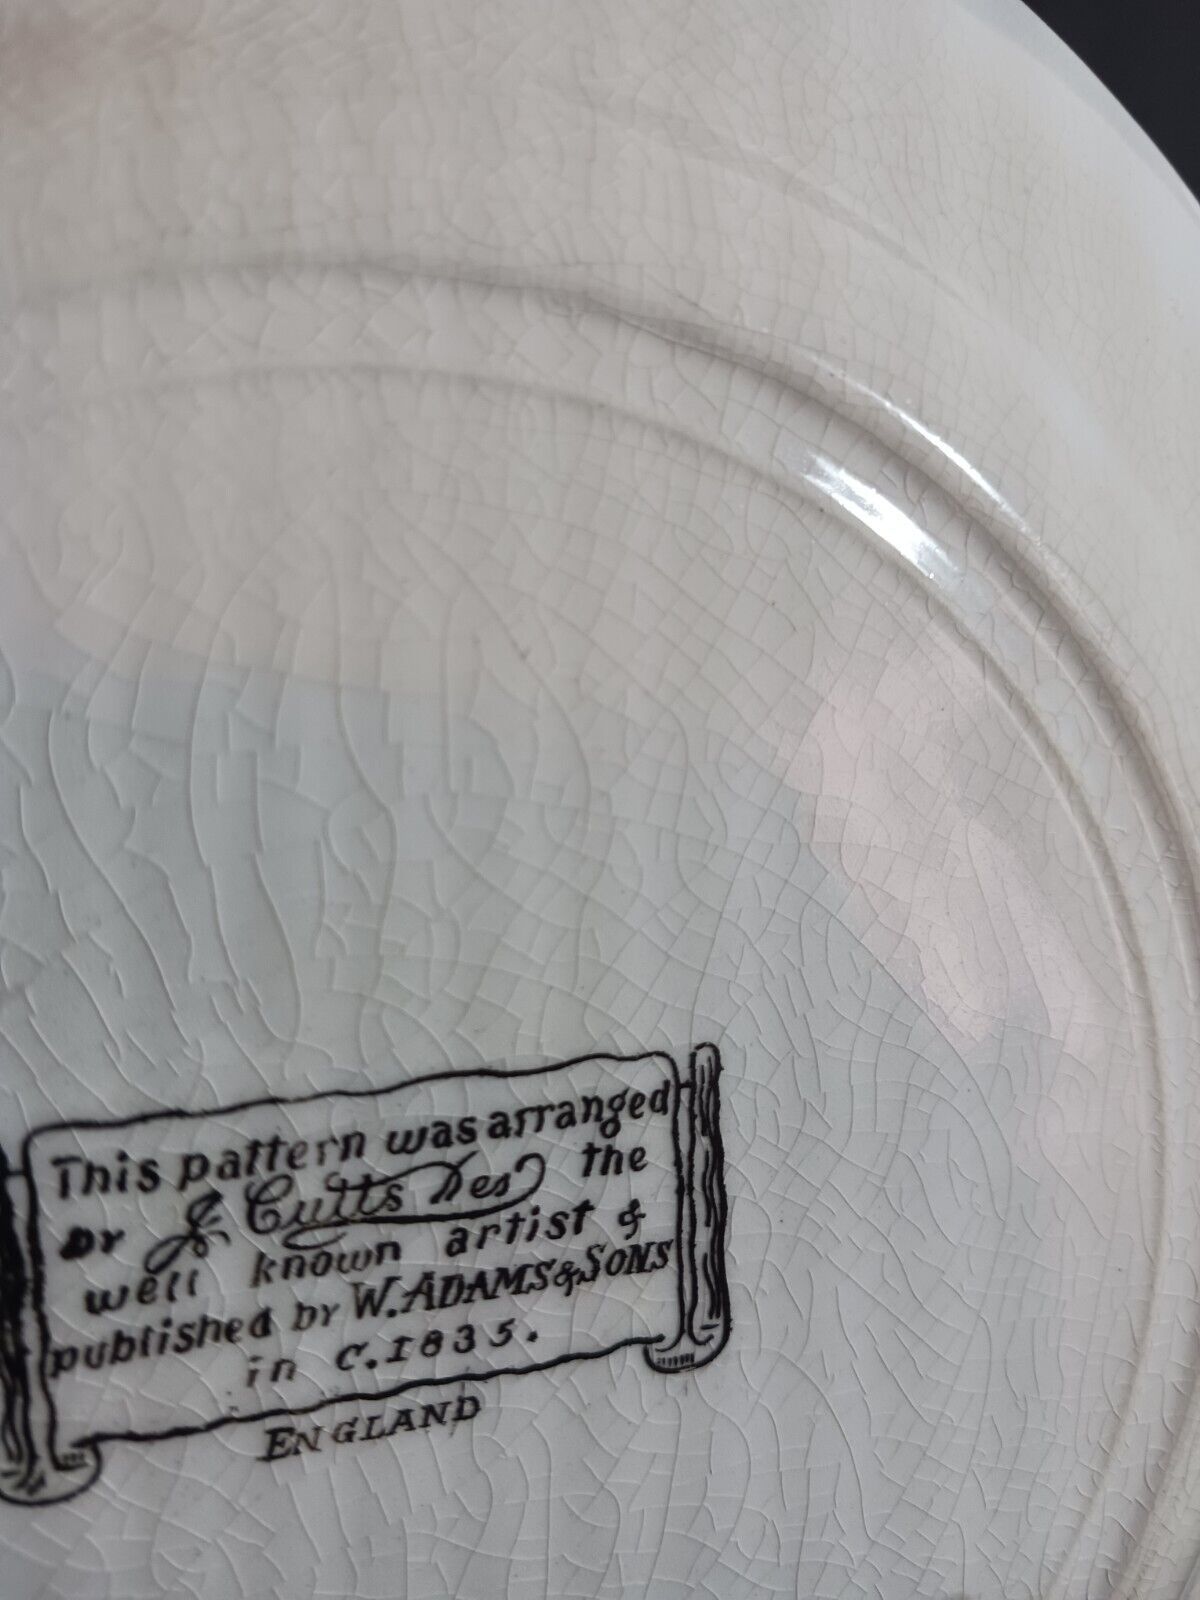 This pattern was arranged
by J Cutts Des the
well known artist &
published by W. ADAMS & SONS
in c. 1835.
ENGLAND